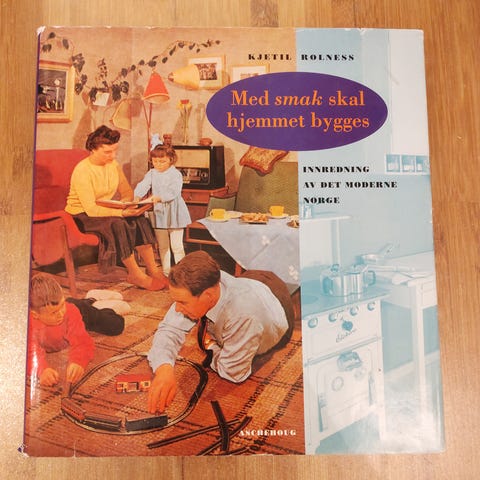 KJETIL ROLNESS
Med smak skal
hjemmet bygges
INNREDNING
AV DET MODERNE
NORGE
ASCHEHOUG